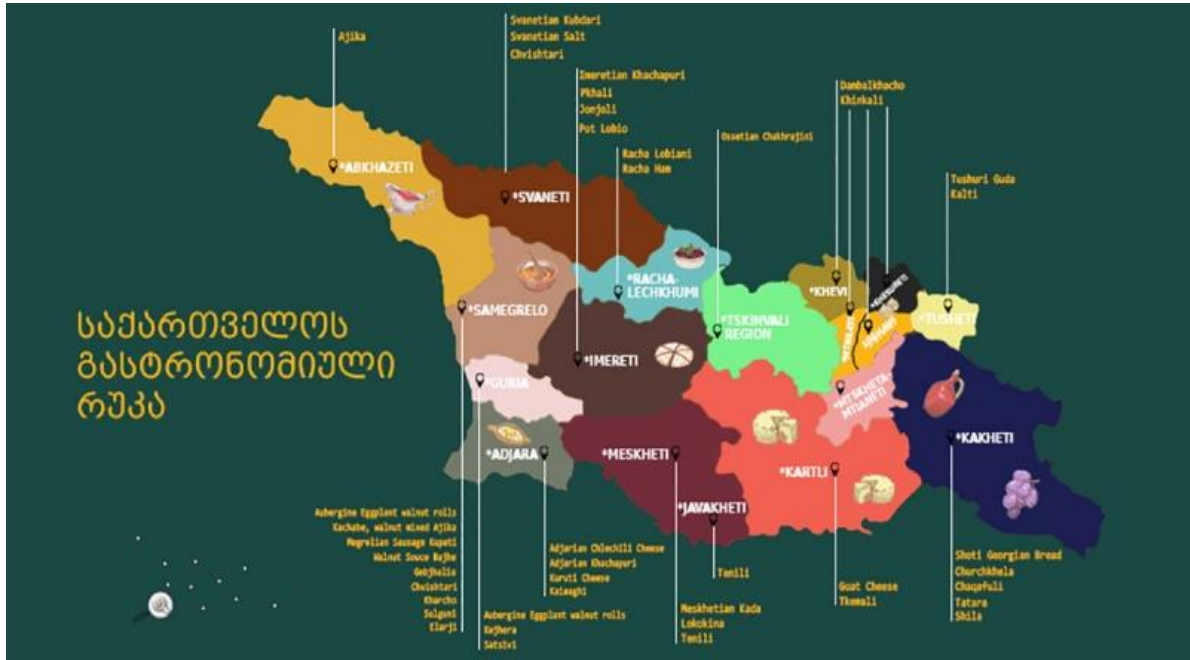 Ajika
Svanetian Kubdari
Svanetian Salt
Chvishtari
Imeretian Khachapuri
Pkhali
Jonjoli
Pot Lobio
Racha Lobiani
Racha Ham
Ossetian Chakhrajini
Dambalkhacho
Khinkali
Tushuri Guda
Kalti
*ABKHAZETI
*SVANETI
*RACHA-
LECHKHUMI
*SAMEGRELO
*TSKINVALI
REGION
*KHEVI
*KHEVSURETI
*TUSHETI
*PSHAVI
*IMERETI
*GURIA
*MTSKHETA-
MTIANETI
*ADJARA
*MESKHETI
*JAVAKHETI
*KARTLI
*KAKHETI
საქართველოს
გასტრონომიული
რუკა
Aubergine Eggplant walnut rolls
Kachabe, walnut mixed Ajika
Megrelian Sausage Kupati
Walnut Souce Bajhe
Gebjhalia
Chvishtari
Kharcho
Sulguni
Elarji
Aubergine Eggplant walnut rolls
Satsivi
Adjarian Chlechili Cheese
Adjarian Khachapuri
Kuruti Cheese
Kaimaghi
Meskhetian Kada
Lokokina
Tenili
Tenili
Goat Cheese
Tkemali
Shoti Georgian Bread
Churchkhela
Chaqafuli
Tatara
Shila